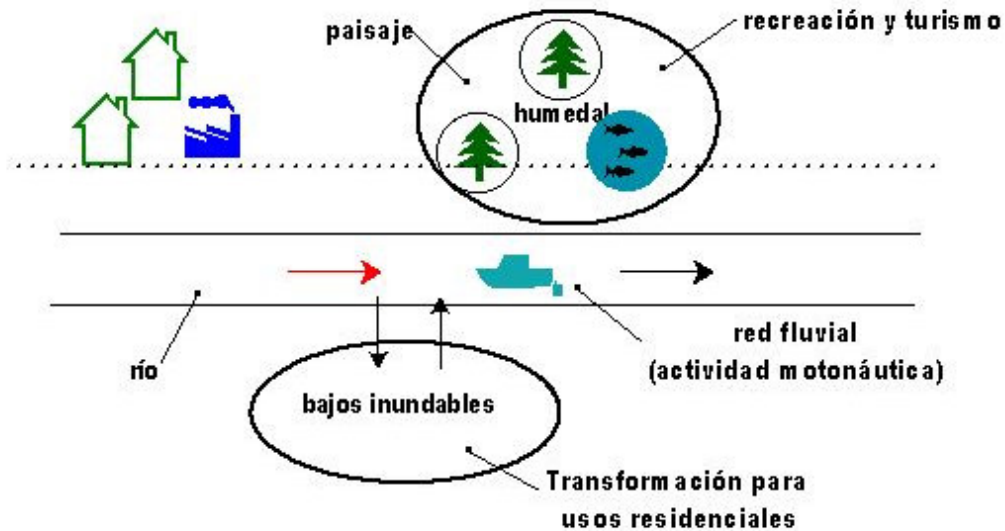 paisaje
recreación y turismo
humedal
río
red fluvial
(actividad motonáutica)
bajos inundables
Transformación para
usos residenciales